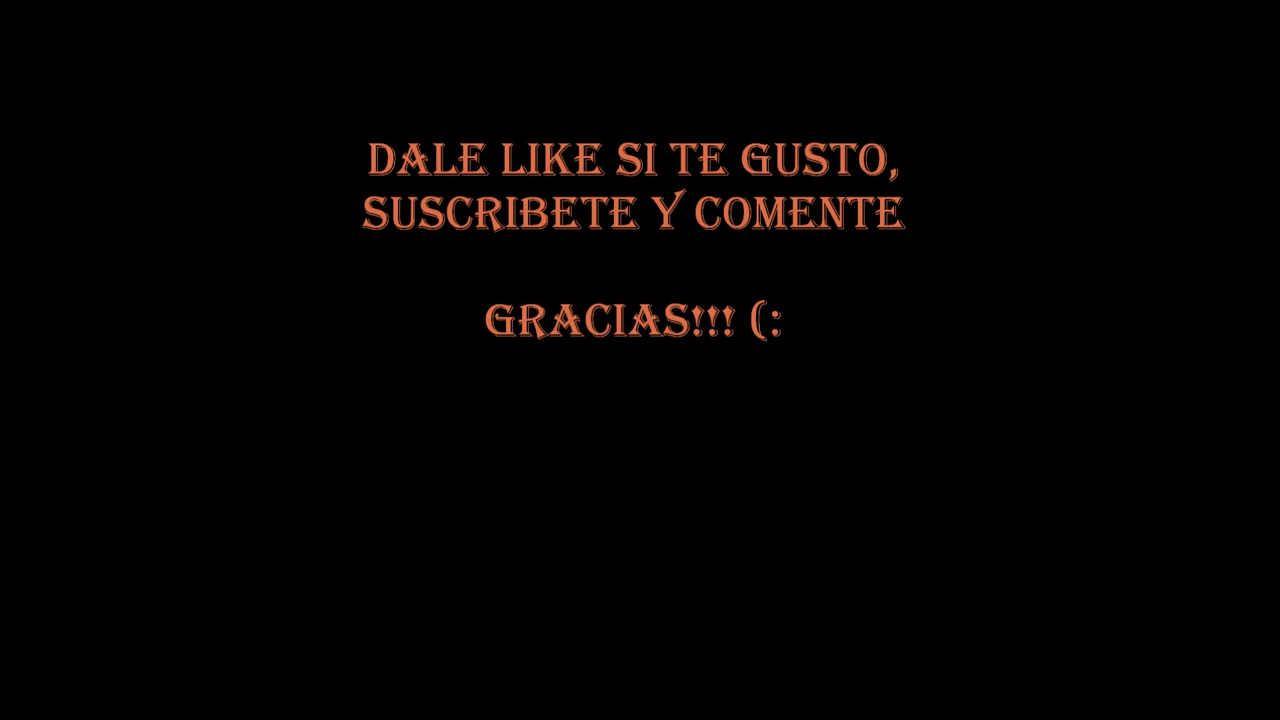 DALE LIKE SI TE GUSTO,
SUSCRIBETE Y COMENTE
GRACIAS!!! (: